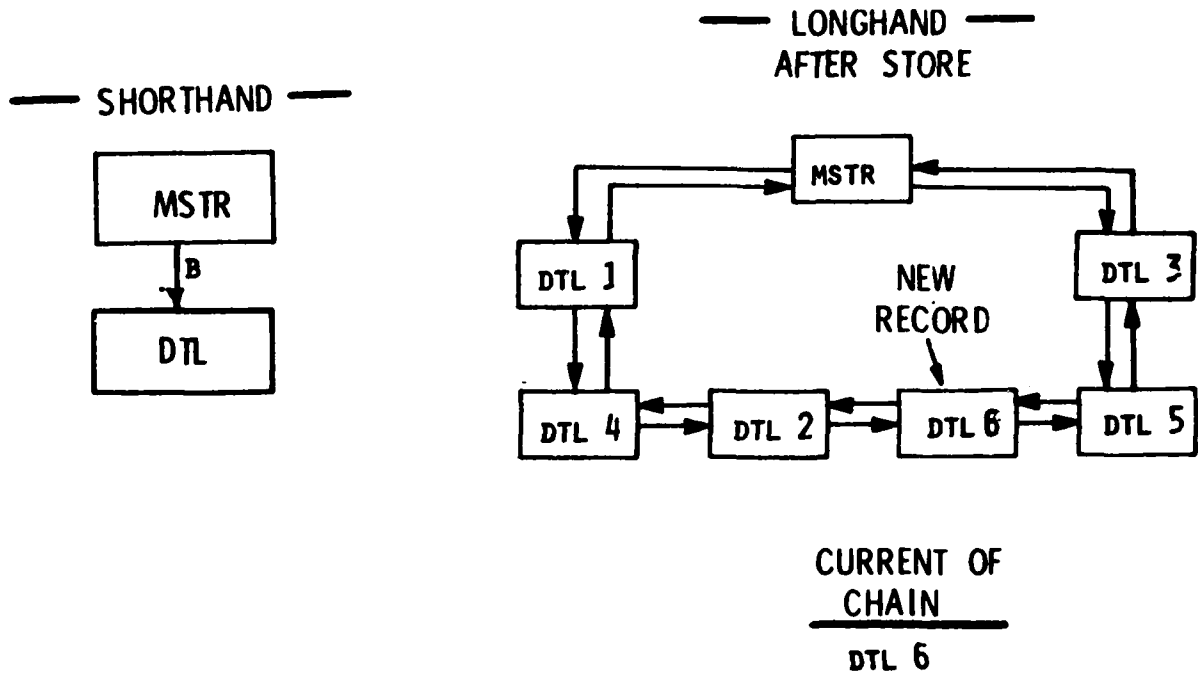 SHORTHAND
MSTR
B
DTL
LONGHAND
AFTER STORE
MSTR
DTL 1
DTL 3
NEW
RECORD
DTL 4
DTL 2
DTL 6
DTL 5
CURRENT OF
CHAIN
DTL 6